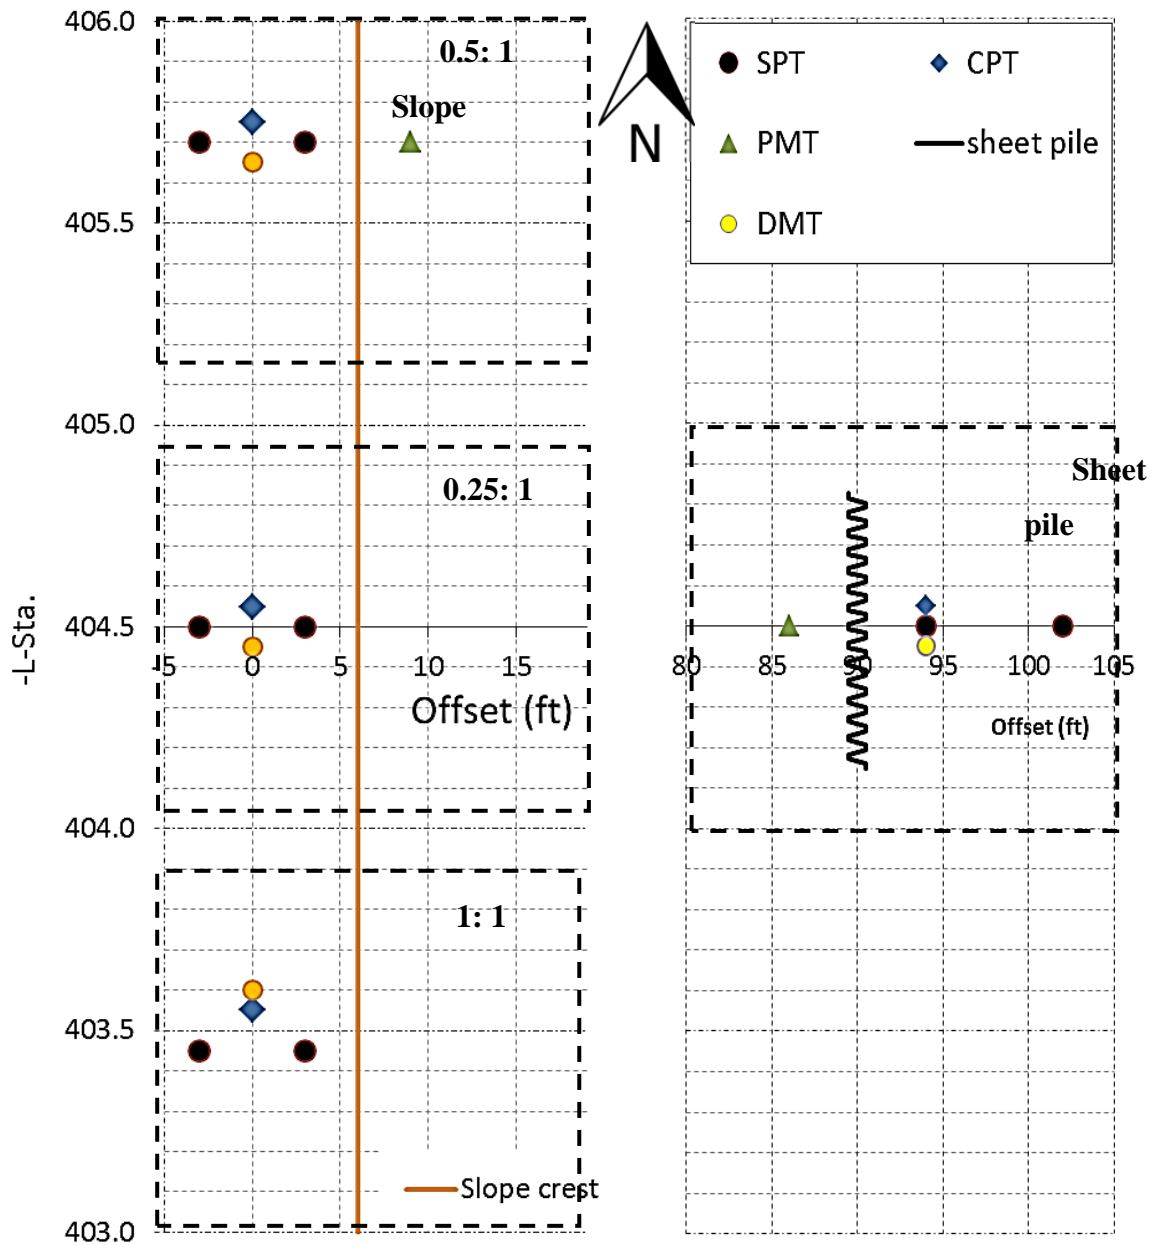 406.0
0.5: 1
SPT
CPT
Slope
N
PMT
sheet pile
DMT
405.5
405.0
0.25: 1
Sheet
pile
-L-Sta.
404.5
-5
0
5
10
15
80
85
90
95
100
105
Offset (ft)
Offset (ft)
404.0
1: 1
403.5
Slope crest
403.0